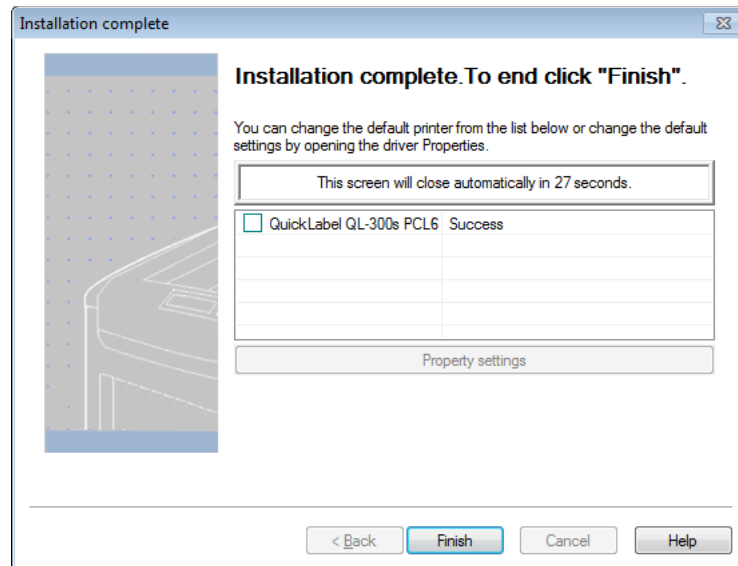 Installation complete
Installation complete.To end click "Finish".
You can change the default printer from the list below or change the default
settings by opening the driver Properties.
This screen will close automatically in 27 seconds.
QuickLabel QL-300s PCL6 Success
Property settings
< Back Finish Cancel Help